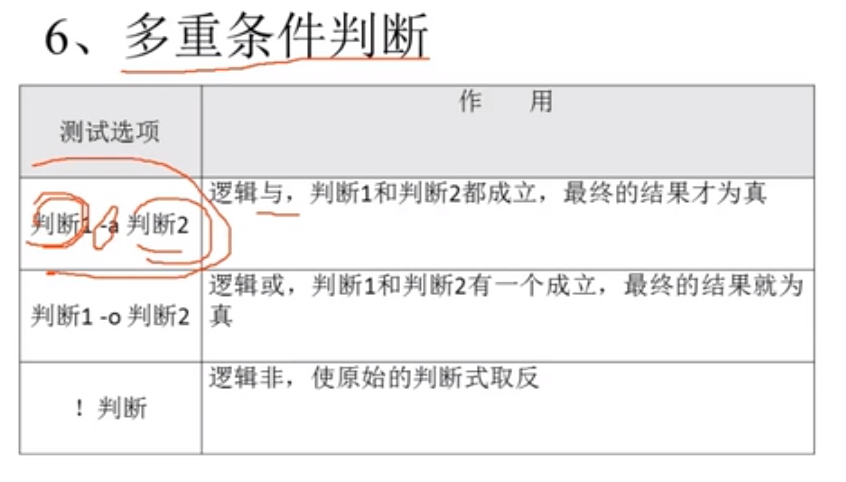 6、多重条件判断
测试选项
作 用
判断1 -a 判断2
逻辑与，判断1和判断2都成立，最终的结果才为真
判断1 -o 判断2
逻辑或，判断1和判断2有一个成立，最终的结果就为
真
！判断
逻辑非，使原始的判断式取反